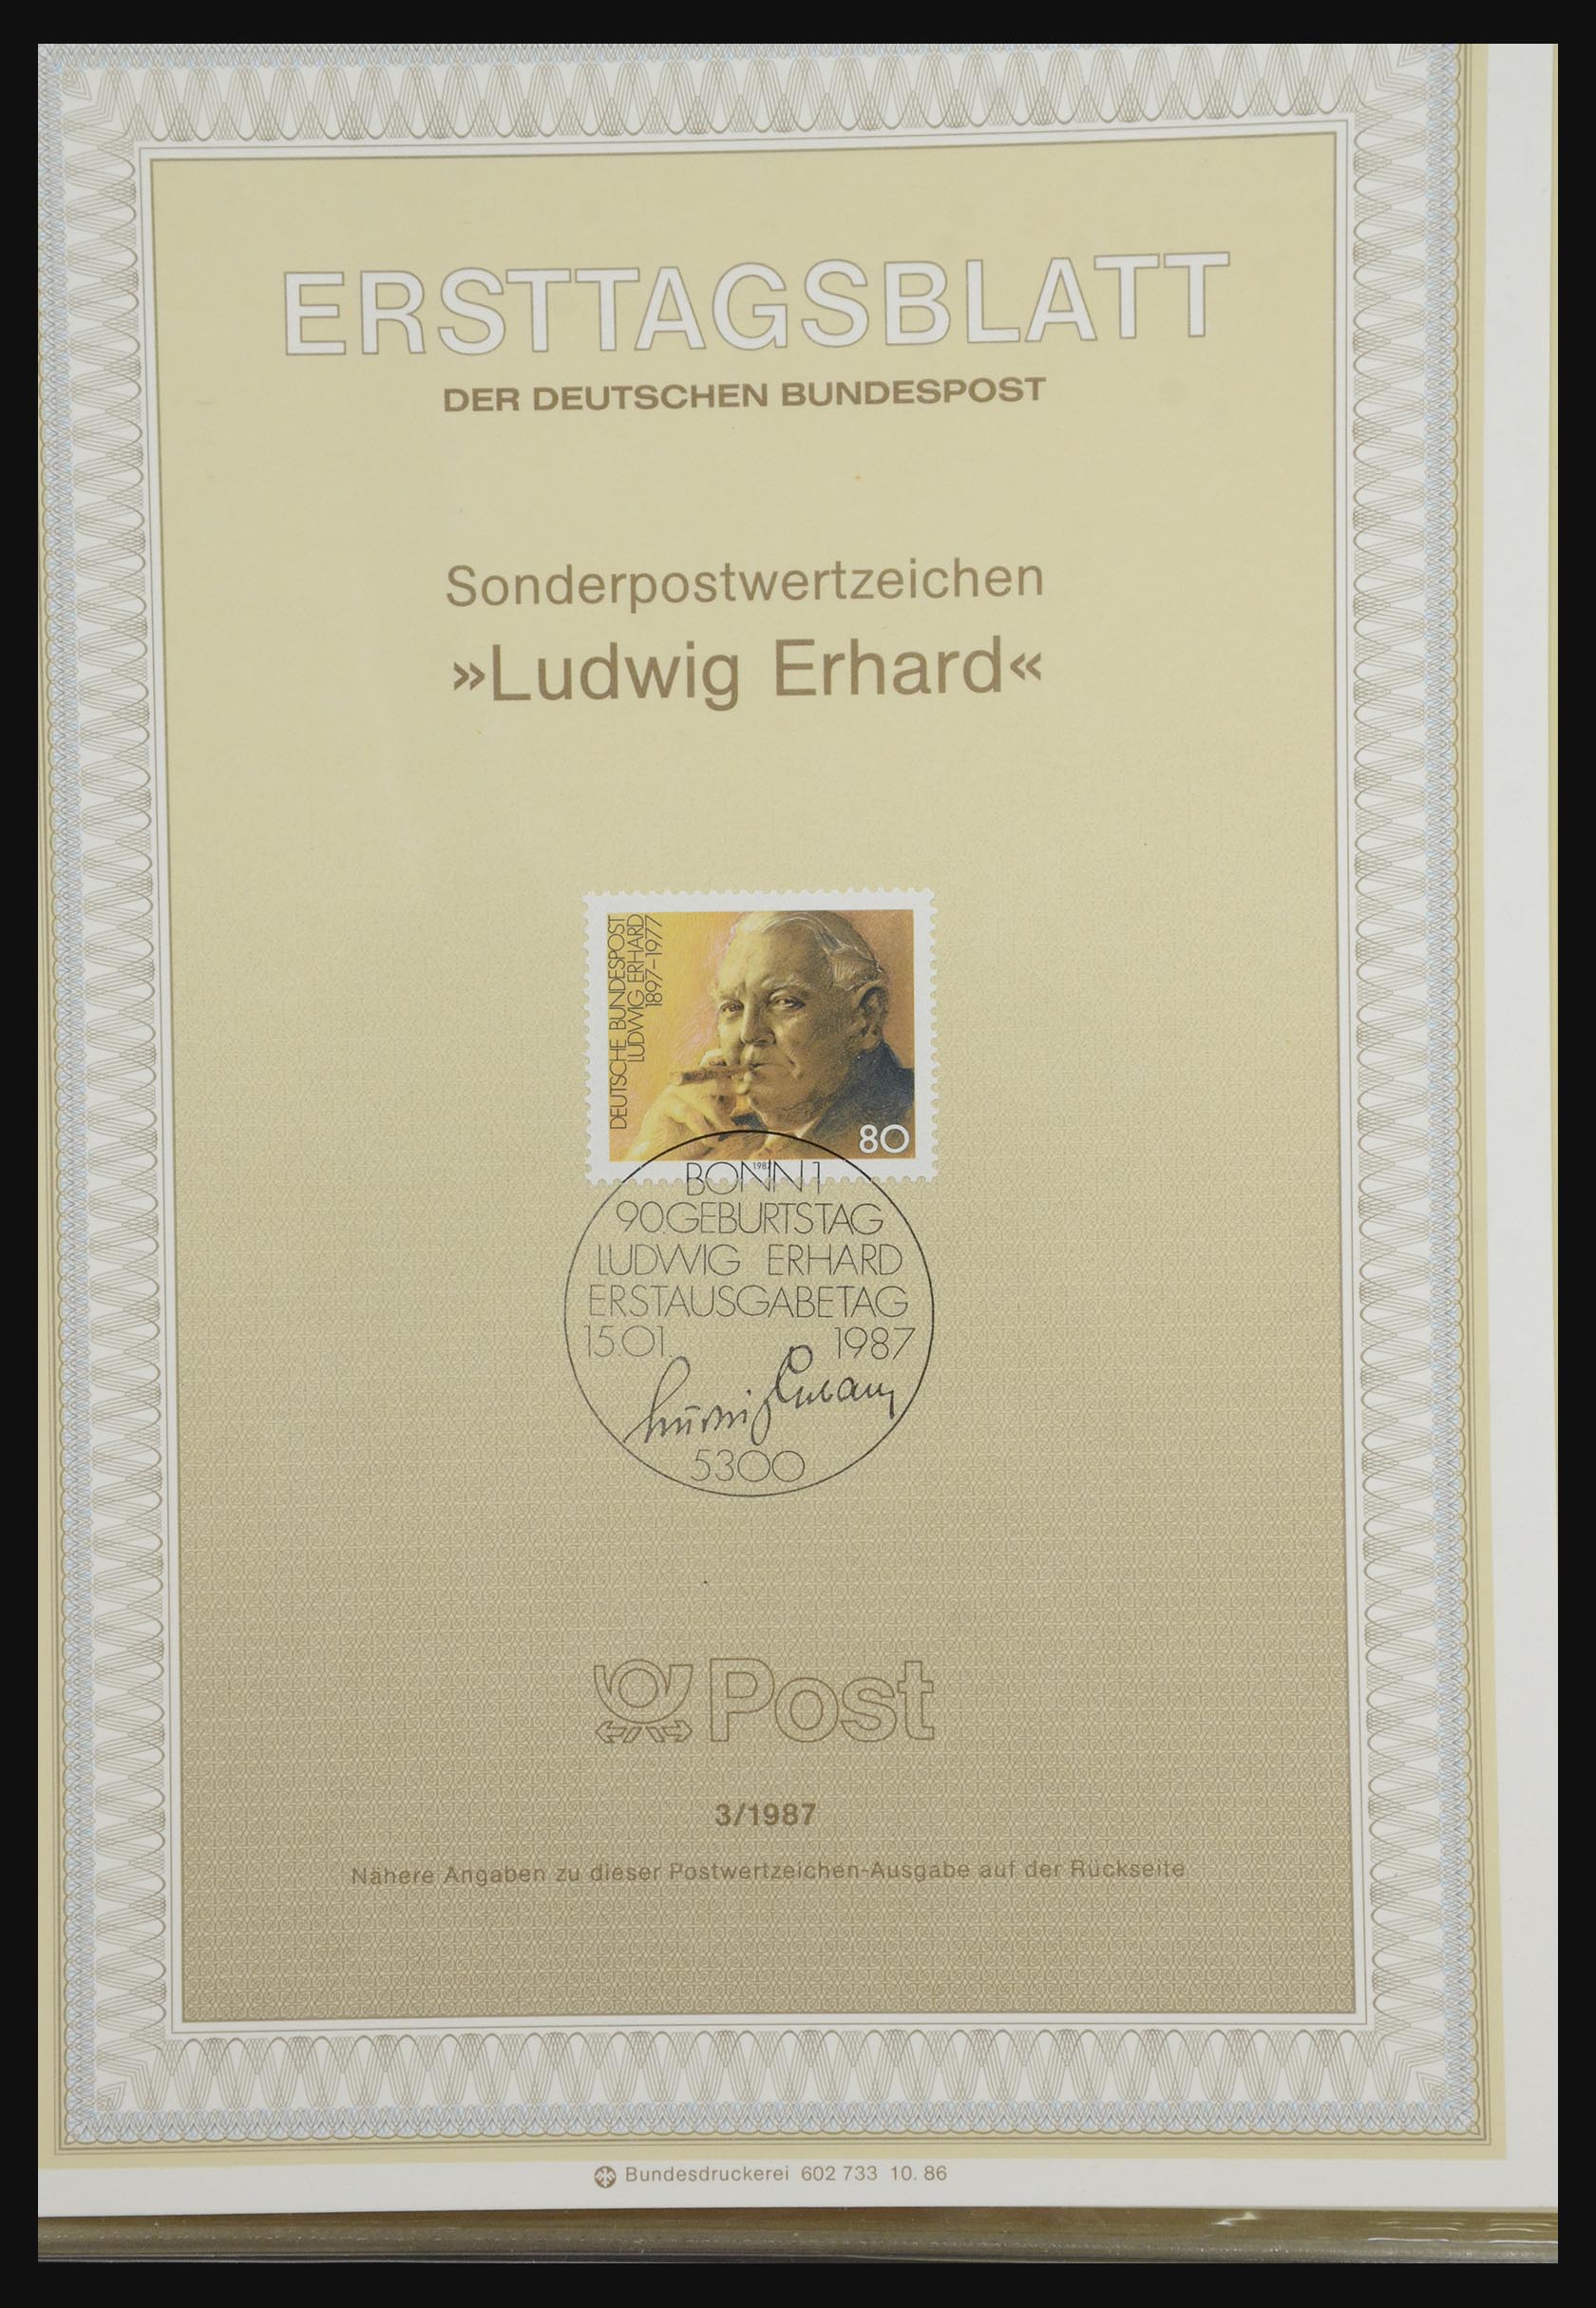 ERSTTAGSBLATT
DER DEUTSCHEN BUNDESPOST
Sonderpostwertzeichen
»Ludwig Erhard«
DEUTSCHE BUNDESPOST
LUDWIG ERHARD
1897–1977
80
BONN 1
90.GEBURTSTAG
LUDWIG ERHARD
ERSTAUSGABETAG
15.01. 1987
Ludwig Erhard
5300
Post
3/1987
Nähere Angaben zu dieser Postwertzeichen-Ausgabe auf der Rückseite
Bundesdruckerei 602 733 10. 86